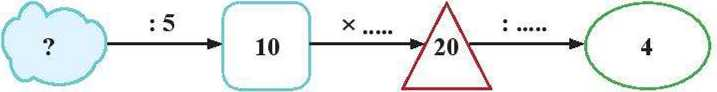 ? : 5 10 × ..... 20 : ..... 4